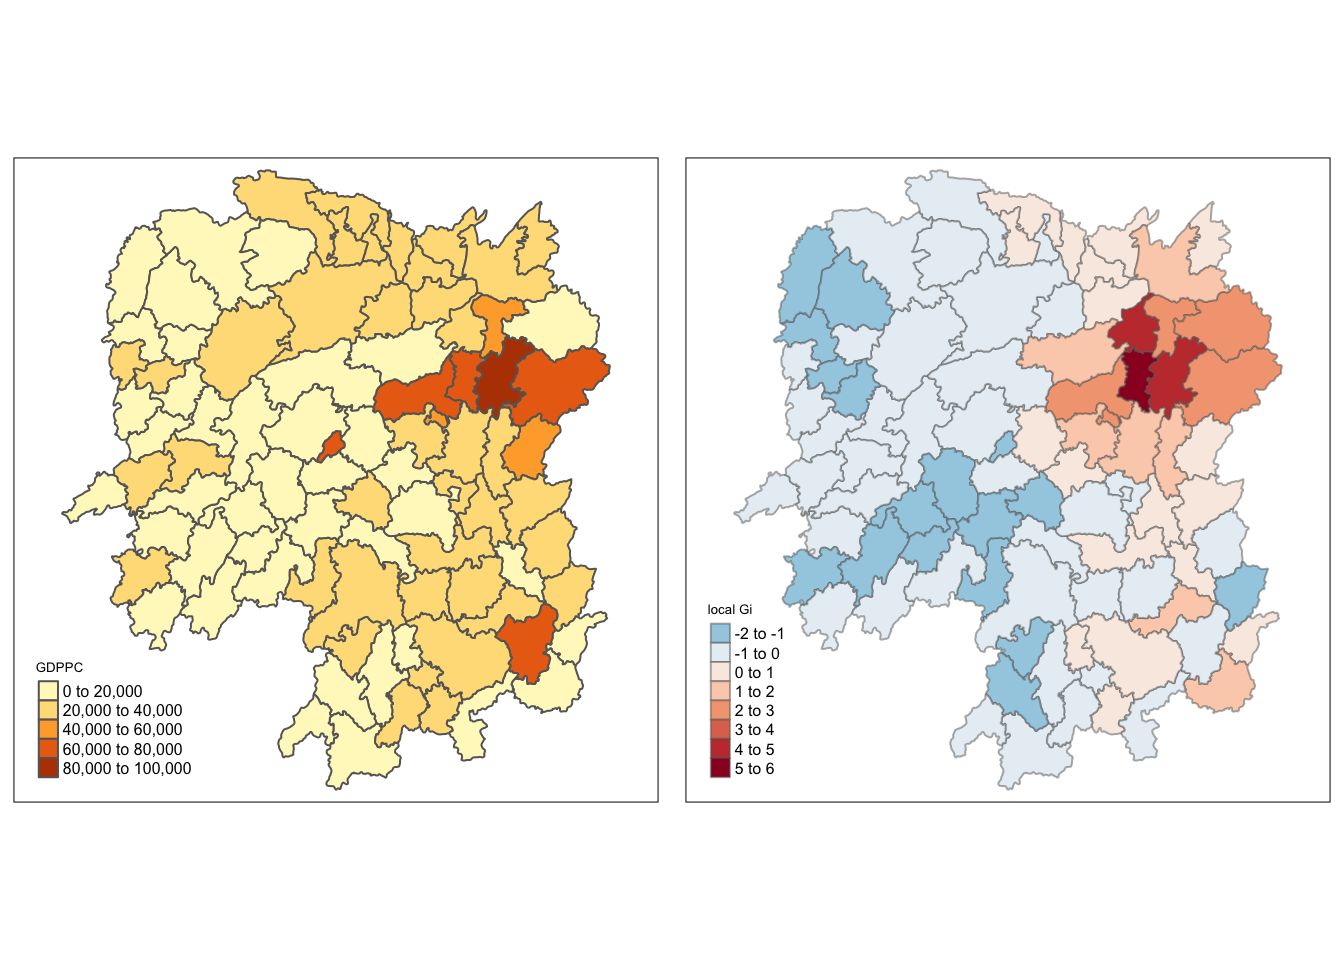 GDPPC
0 to 20,000
20,000 to 40,000
40,000 to 60,000
60,000 to 80,000
80,000 to 100,000
local Gi
-2 to -1
-1 to 0
0 to 1
1 to 2
2 to 3
3 to 4
4 to 5
5 to 6